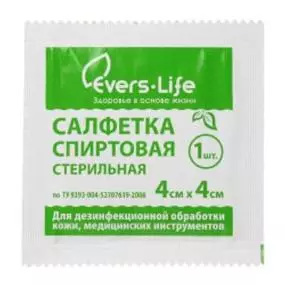 Evers·Life
Здоровье в основе жизни
САЛФЕТКА
СПИРТОВАЯ
СТЕРИЛЬНАЯ
1 шт.
по ТУ 9393-004-52707639-2006
4см х 4см
Для дезинфекционной обработки
кожи, медицинских инструментов